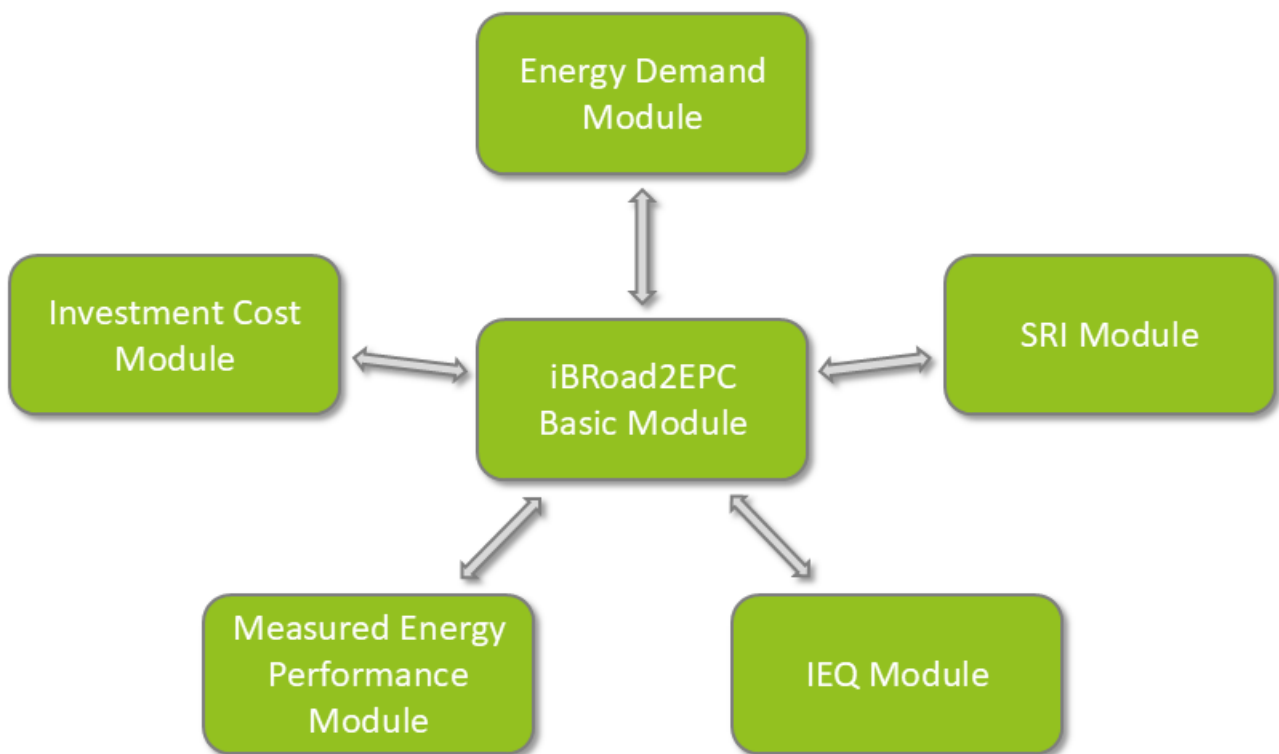 Energy Demand
Module
Investment Cost
Module
SRI Module
iBRoad2EPC
Basic Module
Measured Energy
Performance
Module
IEQ Module